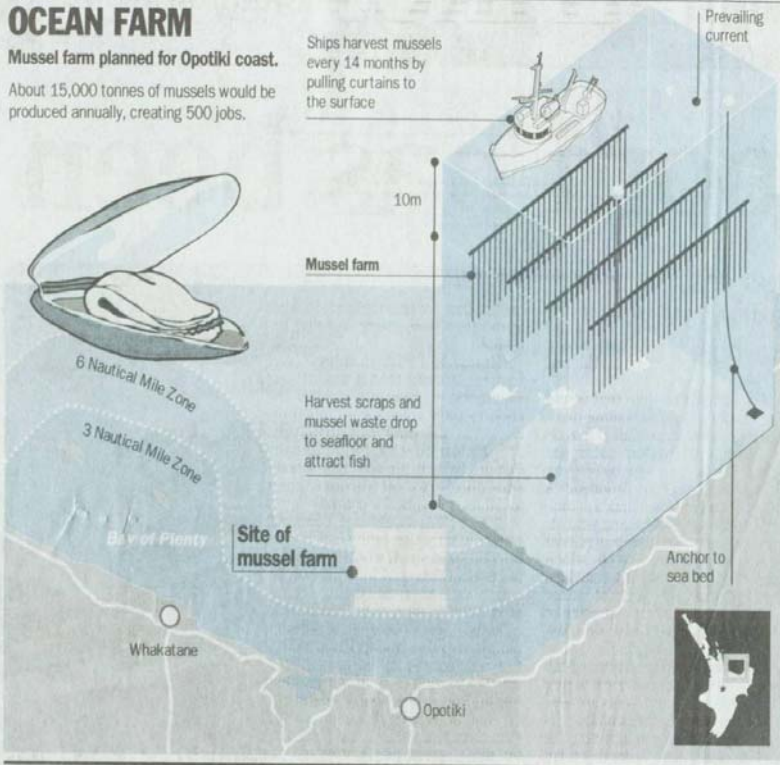 OCEAN FARM
Mussel farm planned for Opotiki coast.
About 15,000 tonnes of mussels would be
produced annually, creating 500 jobs.
Ships harvest mussels
every 14 months by
pulling curtains to
the surface
Prevailing
current
10m
Mussel farm
Harvest scraps and
mussel waste drop
to seafloor and
attract fish
6 Nautical Mile Zone
3 Nautical Mile Zone
Bay of Plenty
Site of
mussel farm
Anchor to
sea bed
Whakatane
Opotiki